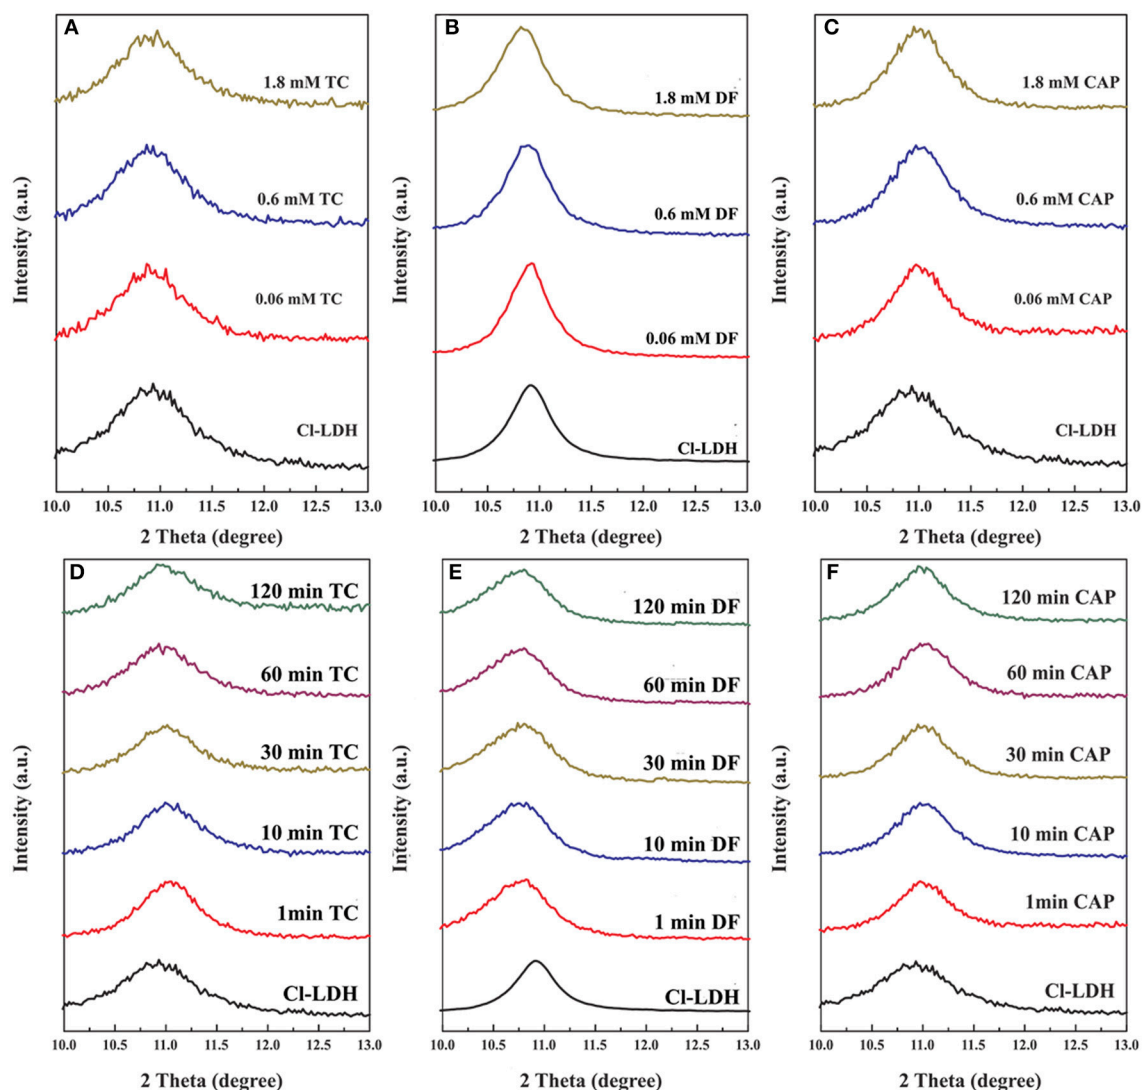 A
1.8 mM TC
0.6 mM TC
0.06 mM TC
Cl-LDH
Intensity (a.u.)
10.0 10.5 11.0 11.5 12.0 12.5 13.0
2 Theta (degree)
B
1.8 mM DF
0.6 mM DF
0.06 mM DF
Cl-LDH
Intensity (a.u.)
10.0 10.5 11.0 11.5 12.0 12.5 13.0
2 Theta (degree)
C
1.8 mM CAP
0.6 mM CAP
0.06 mM CAP
Cl-LDH
Intensity (a.u.)
10.0 10.5 11.0 11.5 12.0 12.5 13.0
2 Theta (degree)
D
120 min TC
60 min TC
30 min TC
10 min TC
1min TC
Cl-LDH
Intensity (a.u.)
10.0 10.5 11.0 11.5 12.0 12.5 13.0
2 Theta (degree)
E
120 min DF
60 min DF
30 min DF
10 min DF
1 min DF
Cl-LDH
Intensity (a.u.)
10.0 10.5 11.0 11.5 12.0 12.5 13.0
2 Theta (degree)
F
120 min CAP
60 min CAP
30 min CAP
10 min CAP
1min CAP
Cl-LDH
Intensity (a.u.)
10.0 10.5 11.0 11.5 12.0 12.5 13.0
2 Theta (degree)